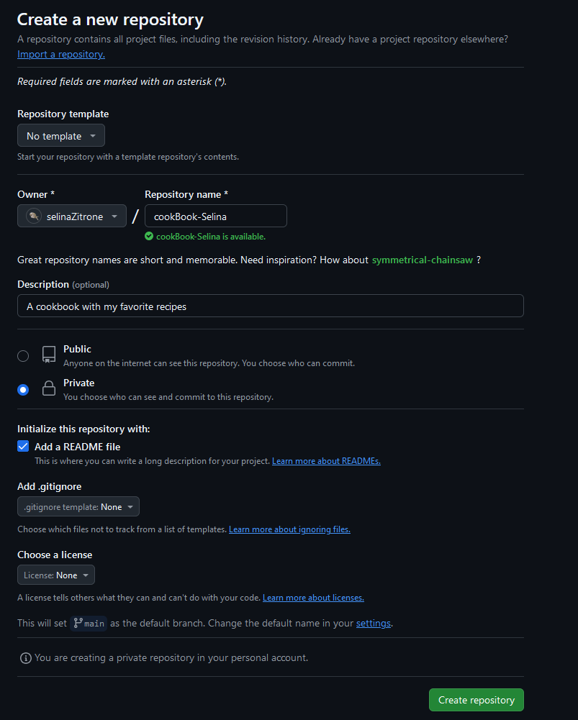 Create a new repository
A repository contains all project files, including the revision history. Already have a project repository elsewhere?
Import a repository.
Required fields are marked with an asterisk (*).
Repository template
No template
Start your repository with a template repository's contents.
Owner *
Repository name *
selinaZitrone
/
cookBook-Selina
cookBook-Selina is available.
Great repository names are short and memorable. Need inspiration? How about symmetrical-chainsaw ?
Description (optional)
A cookbook with my favorite recipes
Public
Anyone on the internet can see this repository. You choose who can commit.
Private
You choose who can see and commit to this repository.
Initialize this repository with:
Add a README file
This is where you can write a long description for your project. Learn more about READMEs.
Add .gitignore
.gitignore template: None
Choose which files not to track from a list of templates. Learn more about ignoring files.
Choose a license
License: None
A license tells others what they can and can't do with your code. Learn more about licenses.
This will set main as the default branch. Change the default name in your settings.
You are creating a private repository in your personal account.
Create repository